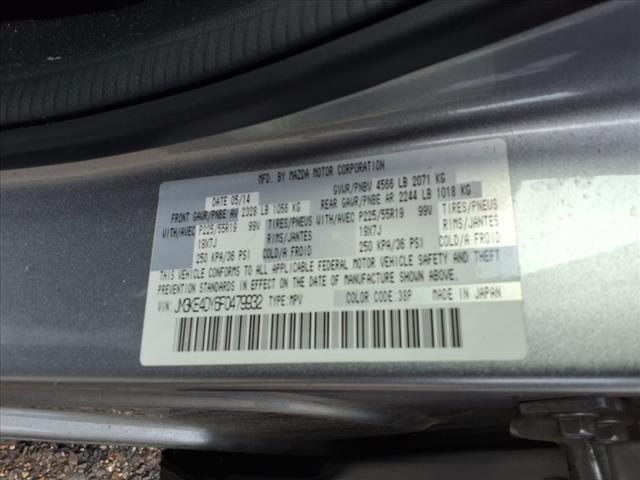 MFD. BY MAZDA MOTOR CORPORATION
DATE 05/14 GVWR/PNBV 4566 LB 2071 KG
FRONT GAWR/PNBE AV 2328 LB 1056 KG REAR GAWR/PNBE AR 2244 LB 1018 KG
WITH/AVEC P225/55R19 99V TIRES/PNEUS WITH/AVEC P225/55R19 99V TIRES/PNEUS
19X7J RIMS/JANTES 19X7J RIMS/JANTES
250 KPA/36 PSI COLD/A FROID 250 KPA/36 PSI COLD/A FROID
THIS VEHICLE CONFORMS TO ALL APPLICABLE FEDERAL MOTOR VEHICLE SAFETY AND THEFT
PREVENTION STANDARDS IN EFFECT ON THE DATE OF MANUFACTURE SHOWN ABOVE.
VIN: JM3KE4DY6F0479932 TYPE:MPV COLOR CODE:38P MADE IN JAPAN